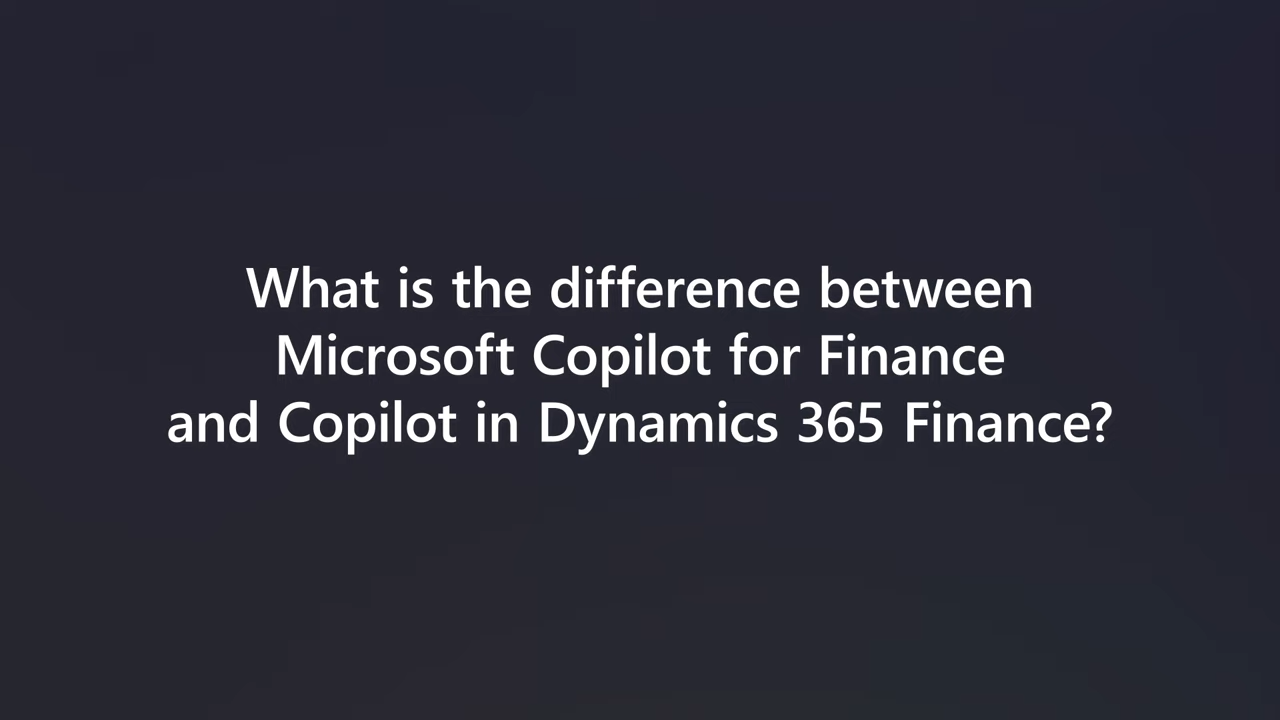 What is the difference between
Microsoft Copilot for Finance
and Copilot in Dynamics 365 Finance?